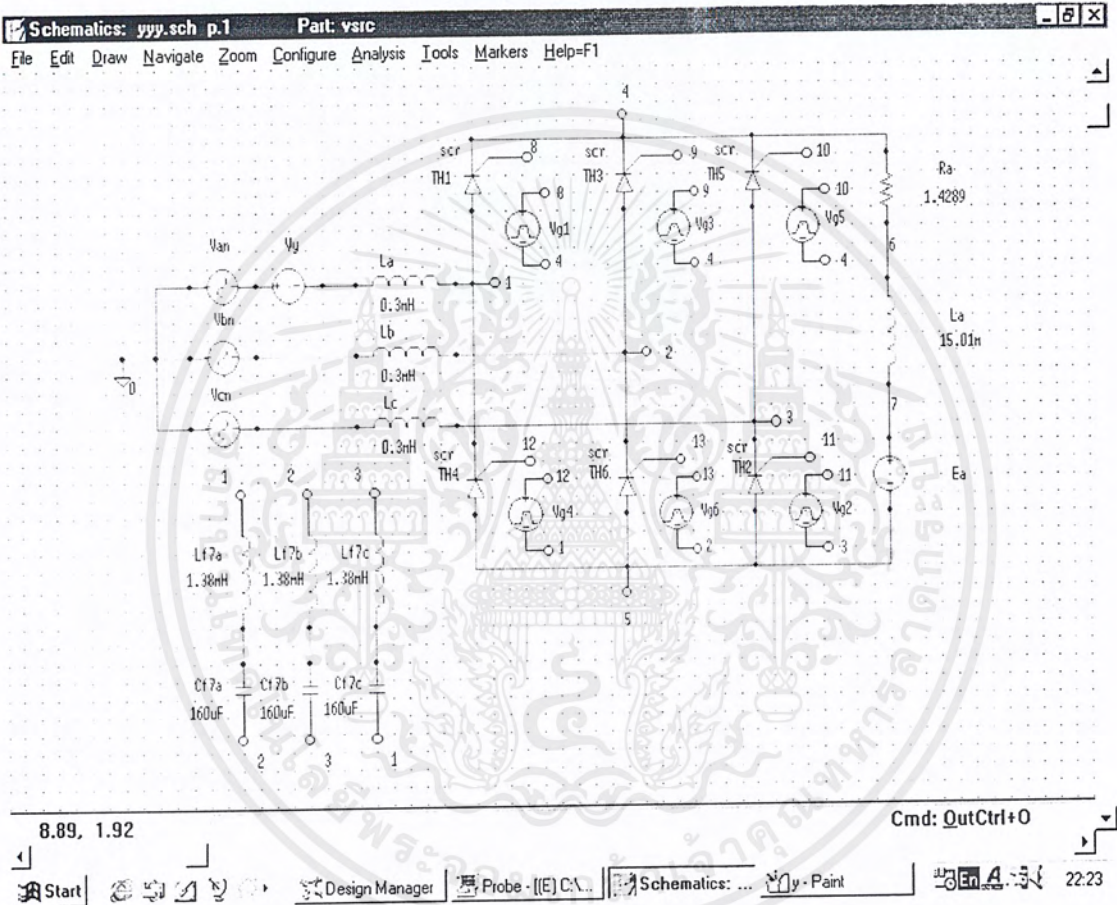 Schematics: yyy.sch p.1 Part: vsrc
File Edit Draw Navigate Zoom Configure Analysis Tools Markers Help=F1
4
scr 8 scr 9 scr 10
TH1 TH3 TH5
Ra
1.4289
8 9 10
Vg1 Vg3 Vg5
4 4 4
6
Van Vy La 1
0.3mH
Vbn Lb 2
0.3mH
La
15.01m
0
Vcn Lc 3
0.3mH
7
1 2 3
scr 12 scr 13 scr 11
TH4 TH6 TH2
Ea
12 13 11
Vg4 Vg6 Vg2
1 2 3
Lf7a Lf7b Lf7c
1.38mH 1.38mH 1.38mH
5
Cf7a Cf7b Cf7c
160uF 160uF 160uF
2 3 1
8.89, 1.92 Cmd: OutCtrl+O
Start Design Manager Probe - [(E) C:\... Schematics: ... y - Paint En 22:23